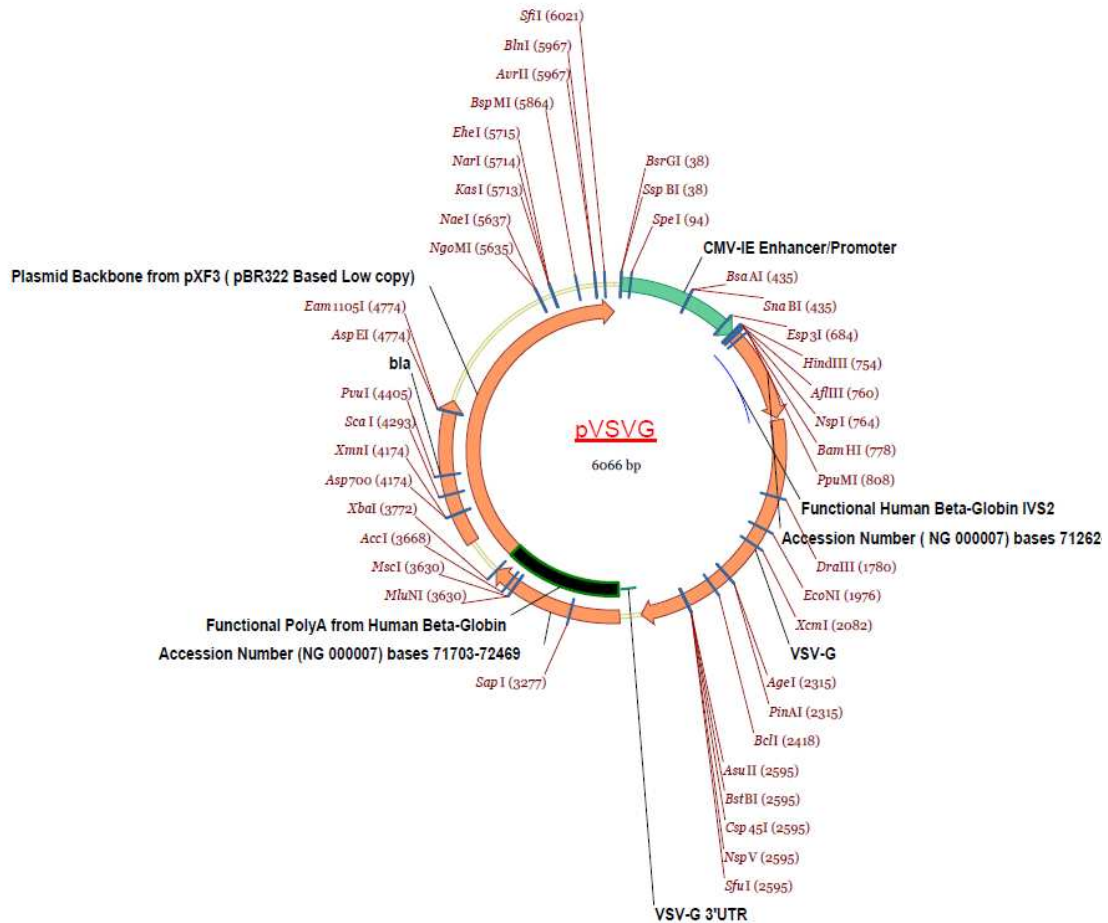 SfiI (6021)
BlnI (5967)
AvrII (5967)
BspMI (5864)
EheI (5715)
NarI (5714)
KasI (5713)
NaeI (5637)
NgoMI (5635)
BsrGI (38)
SspBI (38)
SpeI (94)
CMV-IE Enhancer/Promoter
BsaAI (435)
SnaBI (435)
Esp3I (684)
HindIII (754)
AflIII (760)
NspI (764)
BamHI (778)
PpuMI (808)
Plasmid Backbone from pXF3 ( pBR322 Based Low copy)
Eam1105I (4774)
AspEI (4774)
bla
PvuI (4405)
ScaI (4293)
XmnI (4174)
Asp700 (4174)
XbaI (3772)
AccI (3668)
MscI (3630)
MluNI (3630)
pVSVG
6066 bp
Functional Human Beta-Globin IVS2
Accession Number ( NG 000007) bases 71262-
DraIII (1780)
EcoNI (1976)
XcmI (2082)
VSV-G
Functional PolyA from Human Beta-Globin
Accession Number (NG 000007) bases 71703-72469
SapI (3277)
AgeI (2315)
PinAI (2315)
BclI (2418)
AsuII (2595)
BstBI (2595)
Csp45I (2595)
NspV (2595)
SfuI (2595)
VSV-G 3'UTR